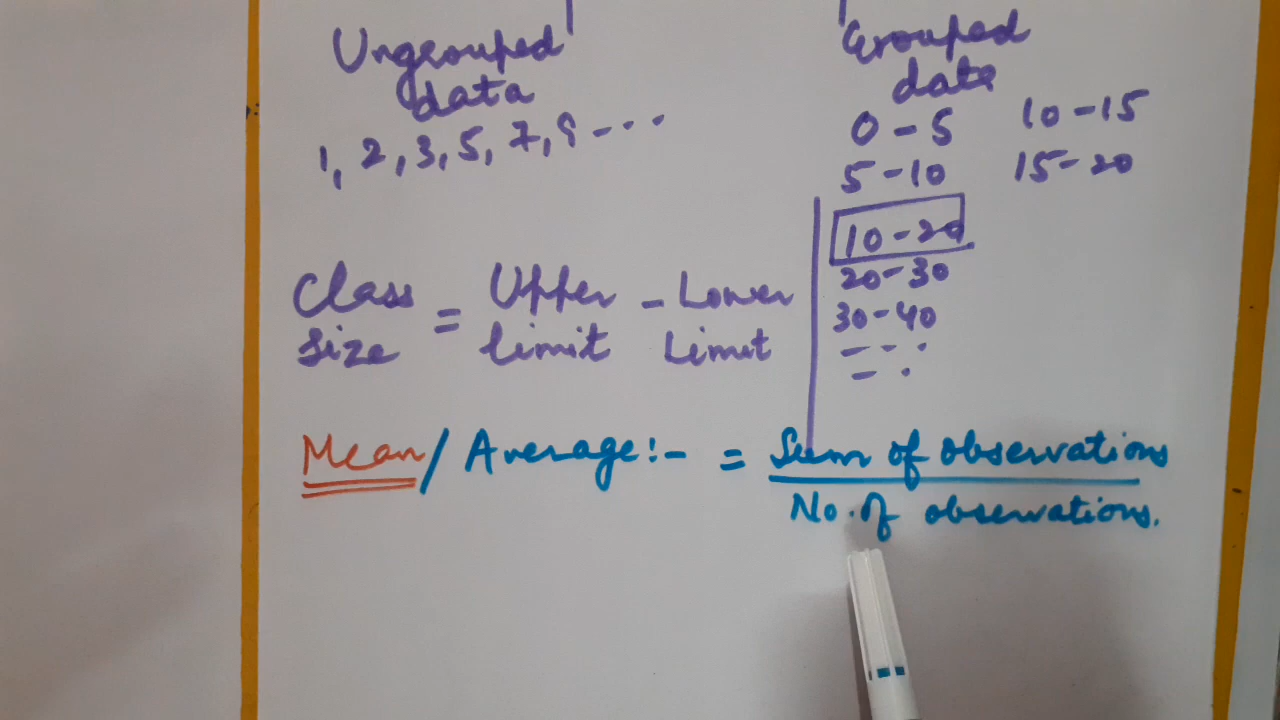 Ungrouped
data
1, 2, 3, 5, 7, 9 - - - -
Grouped
data
0 - 5 10 - 15
5 - 10 15 - 20
10 - 20
20 - 30
30 - 40
Class
size = Upper
limit - Lower
Limit
Mean / Average :- = Sum of observations
No. of observations.